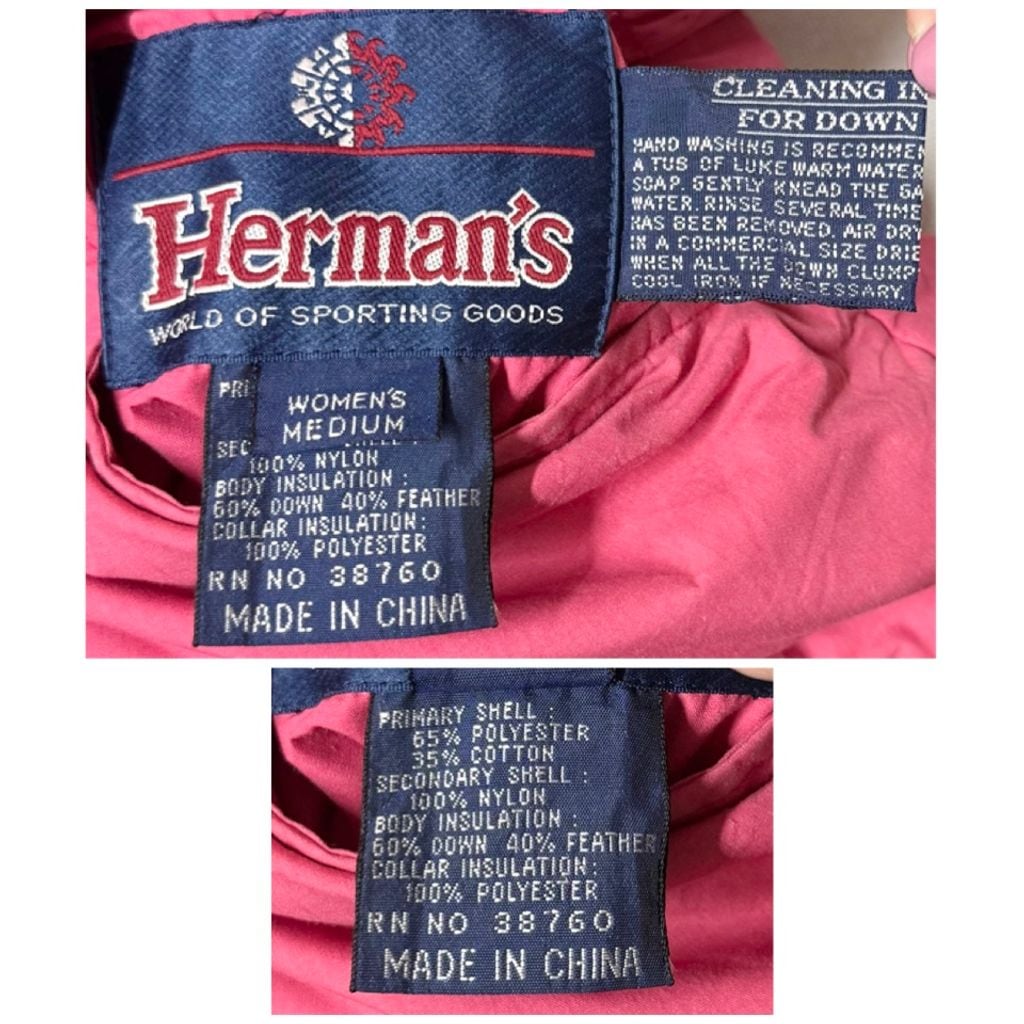 Herman's
WORLD OF SPORTING GOODS
CLEANING IN
FOR DOWN
HAND WASHING IS RECOMMEN
A TUB OF LUKE WARM WATER
SOAP. GENTLY KNEAD THE GA
WATER. RINSE SEVERAL TIME
HAS BEEN REMOVED. AIR DRY
IN A COMMERCIAL SIZE DRIE
WHEN ALL THE DOWN CLUMP
COOL IRON IF NECESSARY
PRI
WOMEN'S
MEDIUM
SEC
100% NYLON
BODY INSULATION :
60% DOWN 40% FEATHER
COLLAR INSULATION:
100% POLYESTER
RN NO 38760
MADE IN CHINA
PRIMARY SHELL :
65% POLYESTER
35% COTTON
SECONDARY SHELL :
100% NYLON
BODY INSULATION :
60% DOWN 40% FEATHER
COLLAR INSULATION:
100% POLYESTER
RN NO 38760
MADE IN CHINA